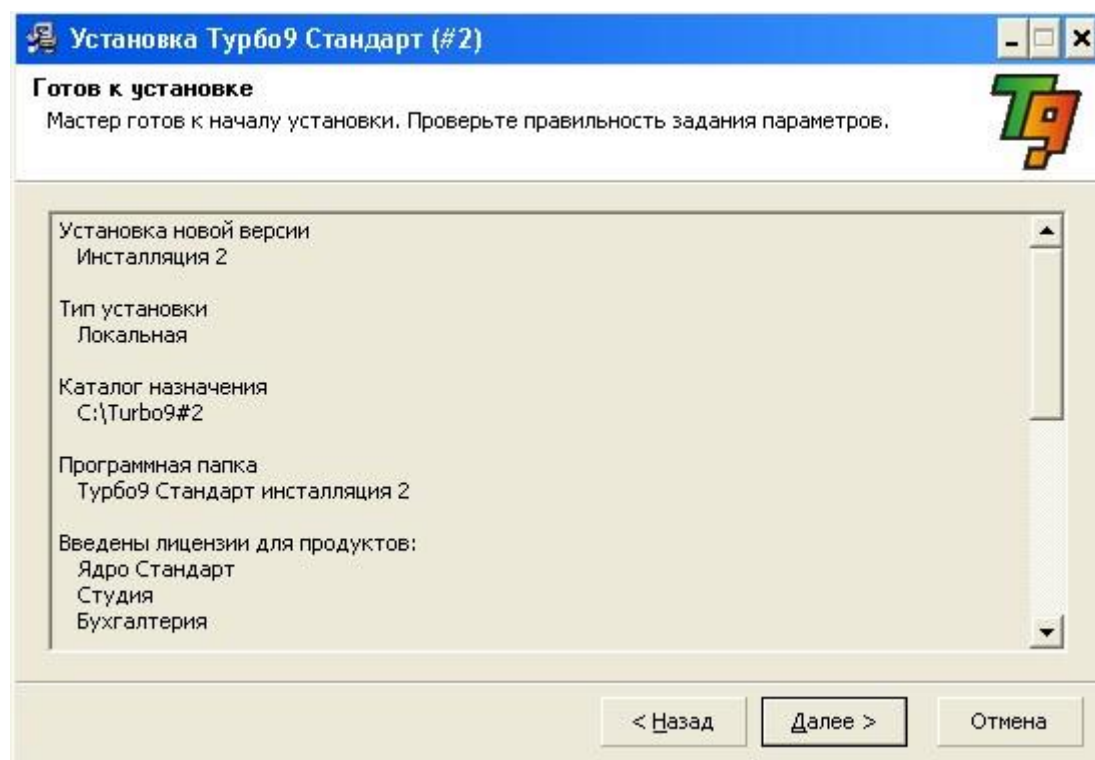 Установка Турбо9 Стандарт (#2)
Готов к установке
Мастер готов к началу установки. Проверьте правильность задания параметров.
T9
Установка новой версии
Инсталляция 2
Тип установки
Локальная
Каталог назначения
C:\Turbo9#2
Программная папка
Турбо9 Стандарт инсталляция 2
Введены лицензии для продуктов:
Ядро Стандарт
Студия
Бухгалтерия
< Назад
Далее >
Отмена